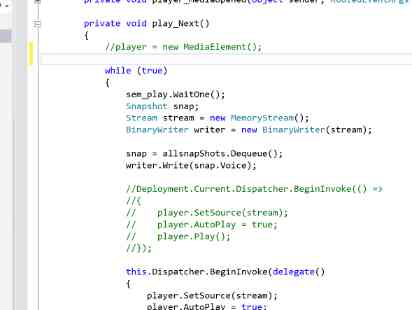 private void player_MediaOpened(object sender, RoutedEventArgs
private void play_Next()
{
//player = new MediaElement();
while (true)
{
sem_play.WaitOne();
Snapshot snap;
Stream stream = new MemoryStream();
BinaryWriter writer = new BinaryWriter(stream);
snap = allsnapShots.Dequeue();
writer.Write(snap.Voice);
//Deployment.Current.Dispatcher.BeginInvoke(() =>
//{
//    player.SetSource(stream);
//    player.AutoPlay = true;
//    player.Play();
//});
this.Dispatcher.BeginInvoke(delegate()
{
player.SetSource(stream);
player.AutoPlay = true;